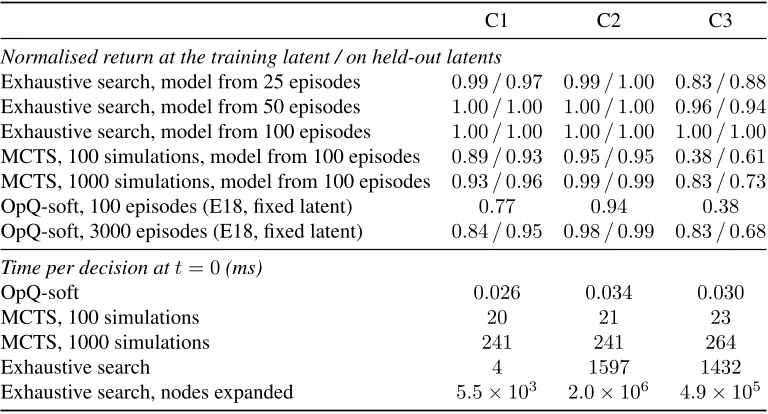 C1 C2 C3
Normalised return at the training latent / on held-out latents
Exhaustive search, model from 25 episodes 0.99 / 0.97 0.99 / 1.00 0.83 / 0.88
Exhaustive search, model from 50 episodes 1.00 / 1.00 1.00 / 1.00 0.96 / 0.94
Exhaustive search, model from 100 episodes 1.00 / 1.00 1.00 / 1.00 1.00 / 1.00
MCTS, 100 simulations, model from 100 episodes 0.89 / 0.93 0.95 / 0.95 0.38 / 0.61
MCTS, 1000 simulations, model from 100 episodes 0.93 / 0.96 0.99 / 0.99 0.83 / 0.73
OpQ-soft, 100 episodes (E18, fixed latent) 0.77 0.94 0.38
OpQ-soft, 3000 episodes (E18, fixed latent) 0.84 / 0.95 0.98 / 0.99 0.83 / 0.68
Time per decision at t = 0 (ms)
OpQ-soft 0.026 0.034 0.030
MCTS, 100 simulations 20 21 23
MCTS, 1000 simulations 241 241 264
Exhaustive search 4 1597 1432
Exhaustive search, nodes expanded 5.5 × 10³ 2.0 × 10⁶ 4.9 × 10⁵